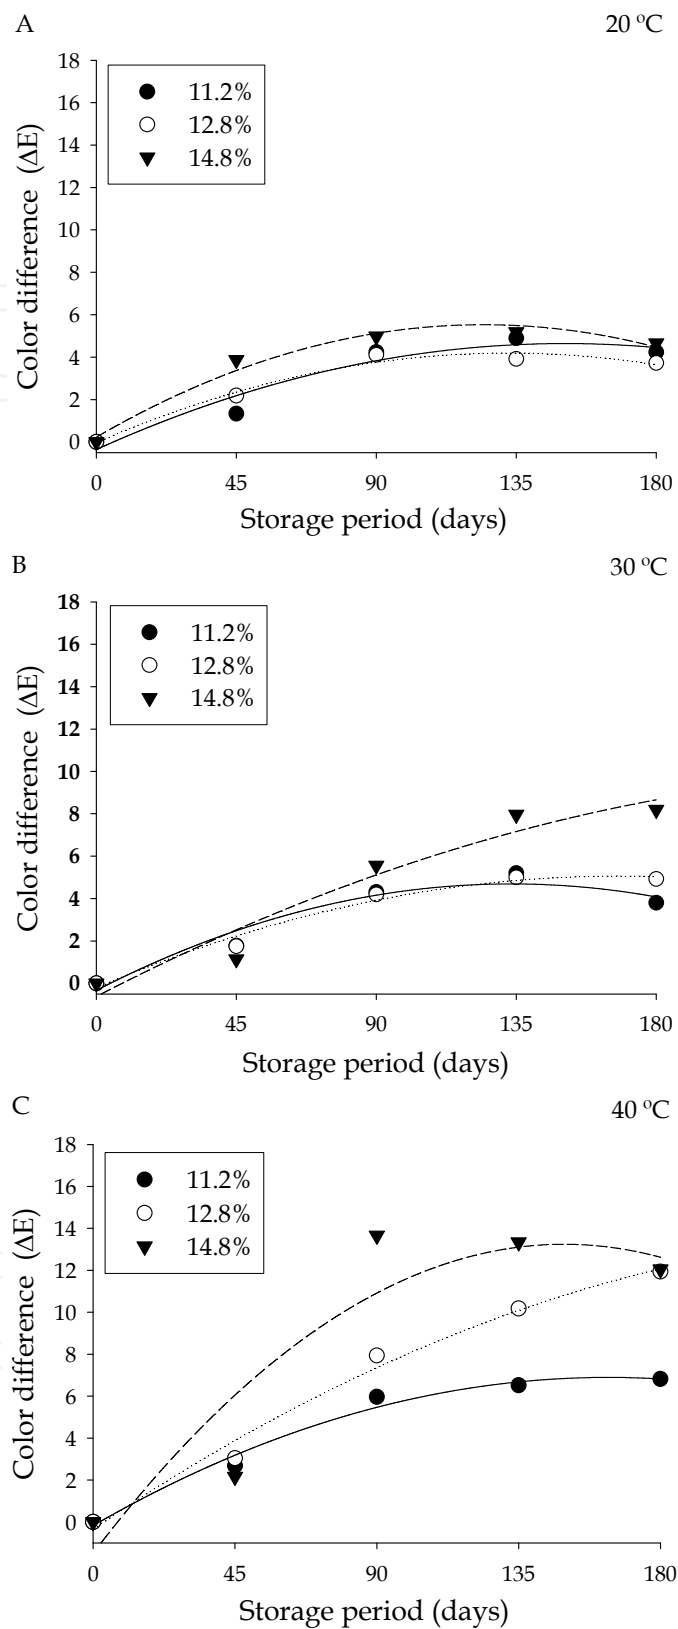 A
20 ºC
18
16
14
12
10
8
6
4
2
0
Color difference (ΔE)
11.2%
12.8%
14.8%
0 45 90 135 180
Storage period (days)
B
30 ºC
18
16
14
12
10
8
6
4
2
0
Color difference (ΔE)
11.2%
12.8%
14.8%
0 45 90 135 180
Storage period (days)
C
40 ºC
18
16
14
12
10
8
6
4
2
0
Color difference (ΔE)
11.2%
12.8%
14.8%
0 45 90 135 180
Storage period (days)